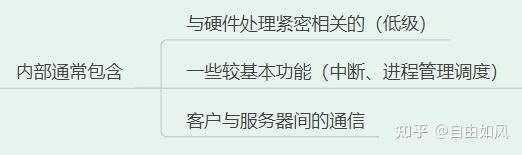 与硬件处理紧密相关的（低级）
内部通常包含
一些较基本功能（中断、进程管理调度）
客户与服务器间的通信
知乎 @自由如风